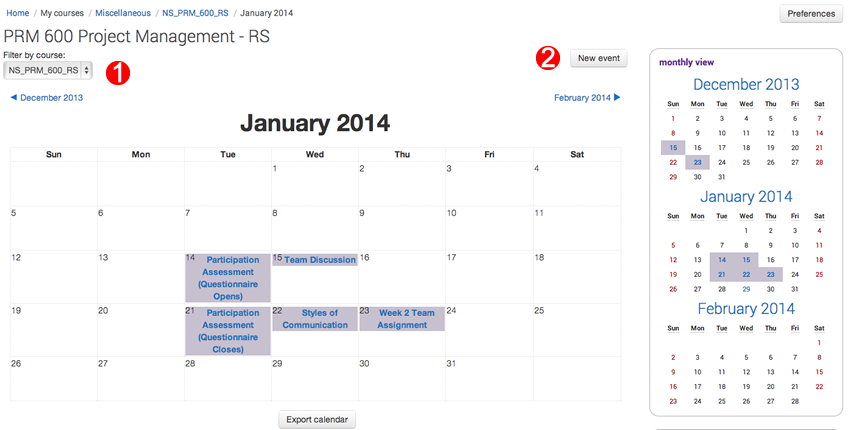 Home / My courses / Miscellaneous / NS_PRM_600_RS / January 2014
Preferences
PRM 600 Project Management - RS
Filter by course:
NS_PRM_600_RS
1
2
New event
◀ December 2013
February 2014 ▶
January 2014
Sun Mon Tue Wed Thu Fri Sat
1 2 3 4
5 6 7 8 9 10 11
12 13 14 Participation Assessment (Questionnaire Opens) 15 Team Discussion 16 17 18
19 20 21 Participation Assessment (Questionnaire Closes) 22 Styles of Communication 23 Week 2 Team Assignment 24 25
26 27 28 29 30 31
Export calendar
monthly view
December 2013
Sun Mon Tue Wed Thu Fri Sat
1 2 3 4 5 6 7
8 9 10 11 12 13 14
15 16 17 18 19 20 21
22 23 24 25 26 27 28
29 30 31
January 2014
Sun Mon Tue Wed Thu Fri Sat
1 2 3 4
5 6 7 8 9 10 11
12 13 14 15 16 17 18
19 20 21 22 23 24 25
26 27 28 29 30 31
February 2014
Sun Mon Tue Wed Thu Fri Sat
1
2 3 4 5 6 7 8
9 10 11 12 13 14 15
16 17 18 19 20 21 22
23 24 25 26 27 28